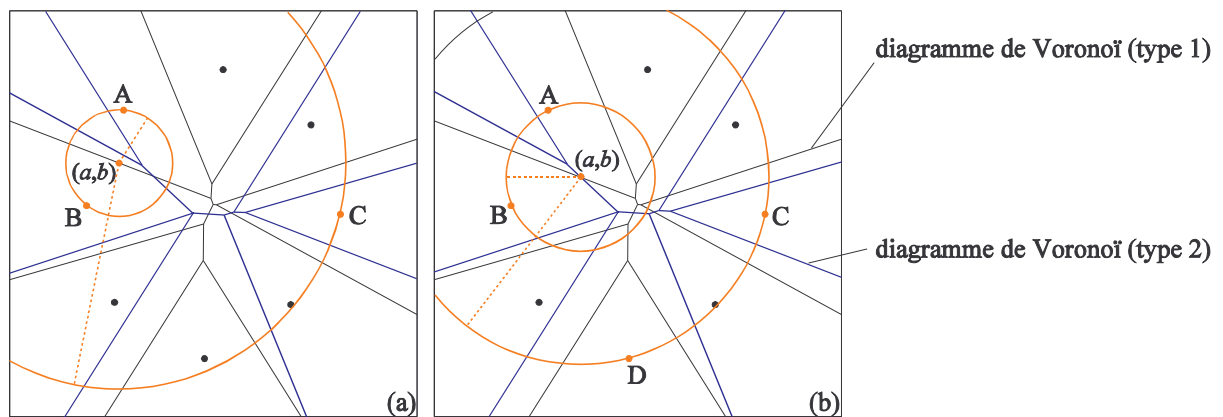 A
(a,b)
B
C
(a)
A
(a,b)
B
C
D
(b)
diagramme de Voronoï (type 1)
diagramme de Voronoï (type 2)